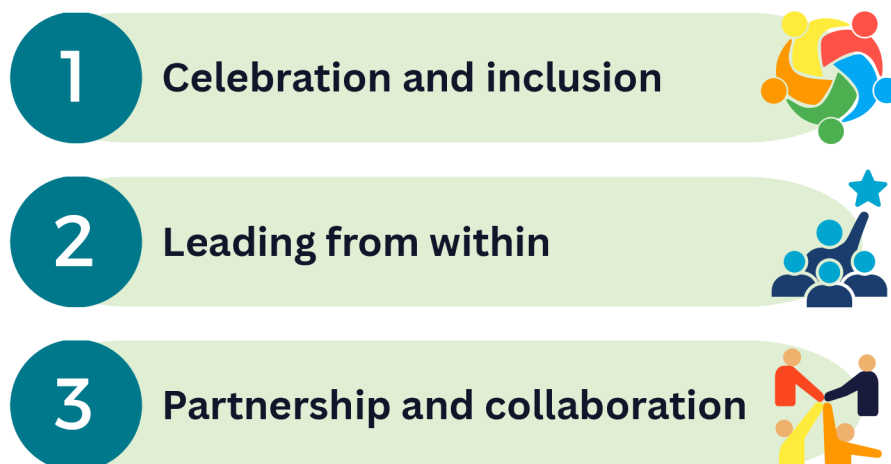 1 Celebration and inclusion
2 Leading from within
3 Partnership and collaboration